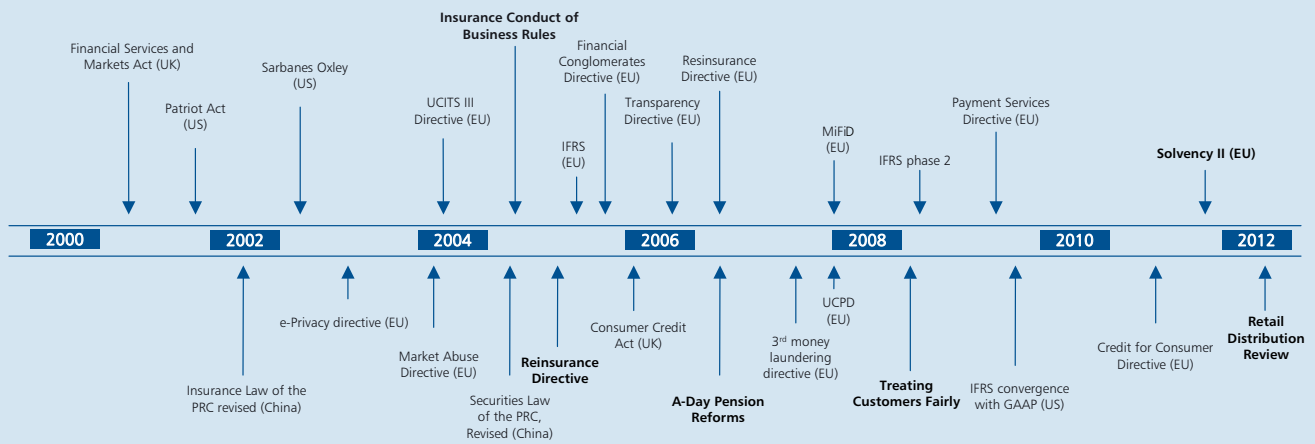 Financial Services and
Markets Act (UK)
Patriot Act
(US)
Sarbanes Oxley
(US)
UCITS III
Directive (EU)
Insurance Conduct of
Business Rules
IFRS
(EU)
Financial
Conglomerates
Directive (EU)
Transparency
Directive (EU)
Resinsurance
Directive (EU)
MiFiD
(EU)
IFRS phase 2
Payment Services
Directive (EU)
Solvency II (EU)
2000
2002
2004
2006
2008
2010
2012
Insurance Law of the
PRC revised (China)
e-Privacy directive (EU)
Market Abuse
Directive (EU)
Securities Law
of the PRC,
Revised (China)
Reinsurance
Directive
Consumer Credit
Act (UK)
A-Day Pension
Reforms
3rd money
laundering
directive (EU)
UCPD
(EU)
Treating
Customers Fairly
IFRS convergence
with GAAP (US)
Credit for Consumer
Directive (EU)
Retail
Distribution
Review